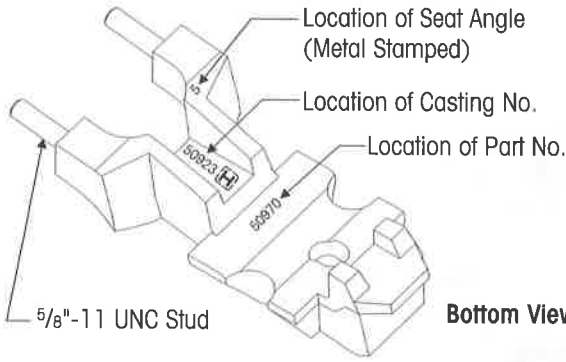 Location of Seat Angle
(Metal Stamped)
5
Location of Casting No.
50923 H
Location of Part No.
50970
5/8"-11 UNC Stud
Bottom View